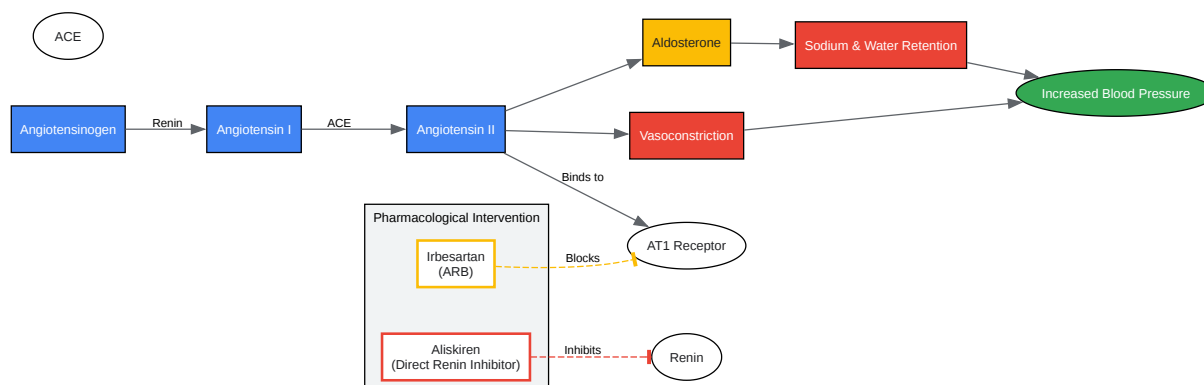 ACE
Aldosterone
Sodium & Water Retention
Increased Blood Pressure
Angiotensinogen
Renin
Angiotensin I
ACE
Angiotensin II
Vasoconstriction
Binds to
AT1 Receptor
Pharmacological Intervention
Irbesartan
(ARB)
Blocks
Aliskiren
(Direct Renin Inhibitor)
Inhibits
Renin